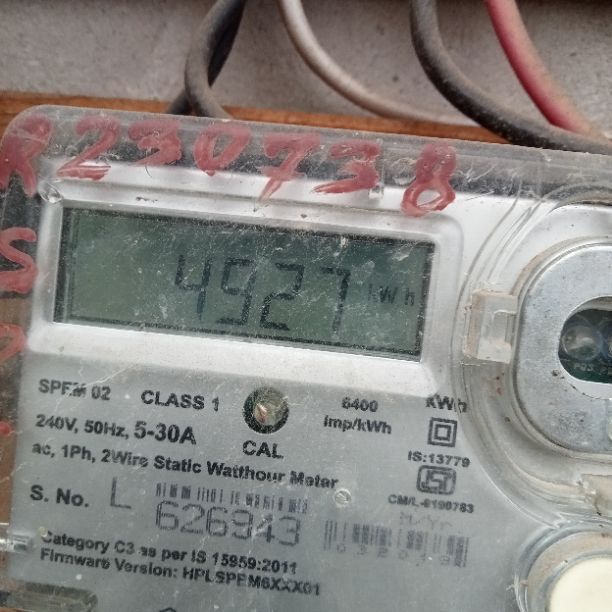 R230738
4927 kWh
SPEM 02 CLASS 1
6400 imp/kWh
kWh
240V, 50Hz, 5-30A
CAL
ac, 1Ph, 2Wire Static Watthour Meter
IS:13779
S. No. L
626943
ISI
Category C3 as per IS 15959:2011
Firmware Version: HPLSPEM6XXX01